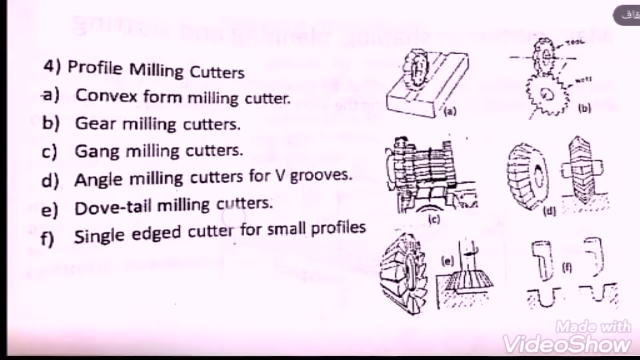 4) Profile Milling Cutters
a) Convex form milling cutter.
b) Gear milling cutters.
c) Gang milling cutters.
d) Angle milling cutters for V grooves.
e) Dove-tail milling cutters.
f) Single edged cutter for small profiles
TOOL
(a)
(b)
(c)
(d)
(e)
(f)
Made with
VideoShow